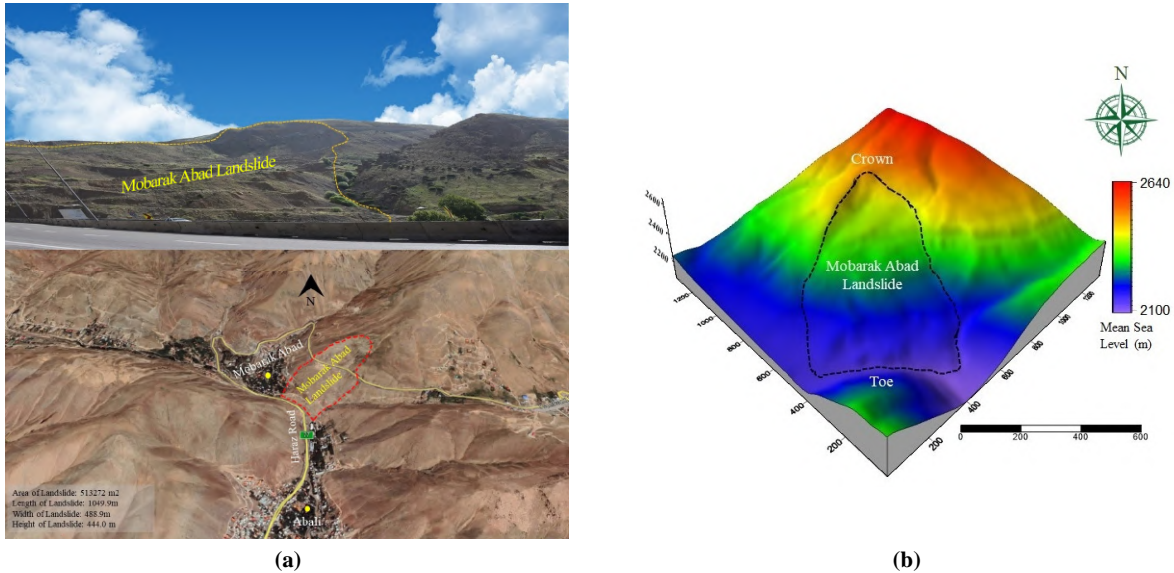 Mobarak Abad Landslide
N
Mobarak Abad
Mobarak Abad
Landslide
Haraz Road
Abali
Area of Landslide: 513272 m2
Length of Landslide: 1049.9m
Width of Landslide: 488.9m
Height of Landslide: 444.0 m
(a)
N
Crown
2640
2600
2400
2200
Mobarak Abad
Landslide
2100
Mean Sea
Level (m)
1200
1000
800
600
400
200
Toe
200
400
600
800
1000
1200
0
200
400
600
(b)